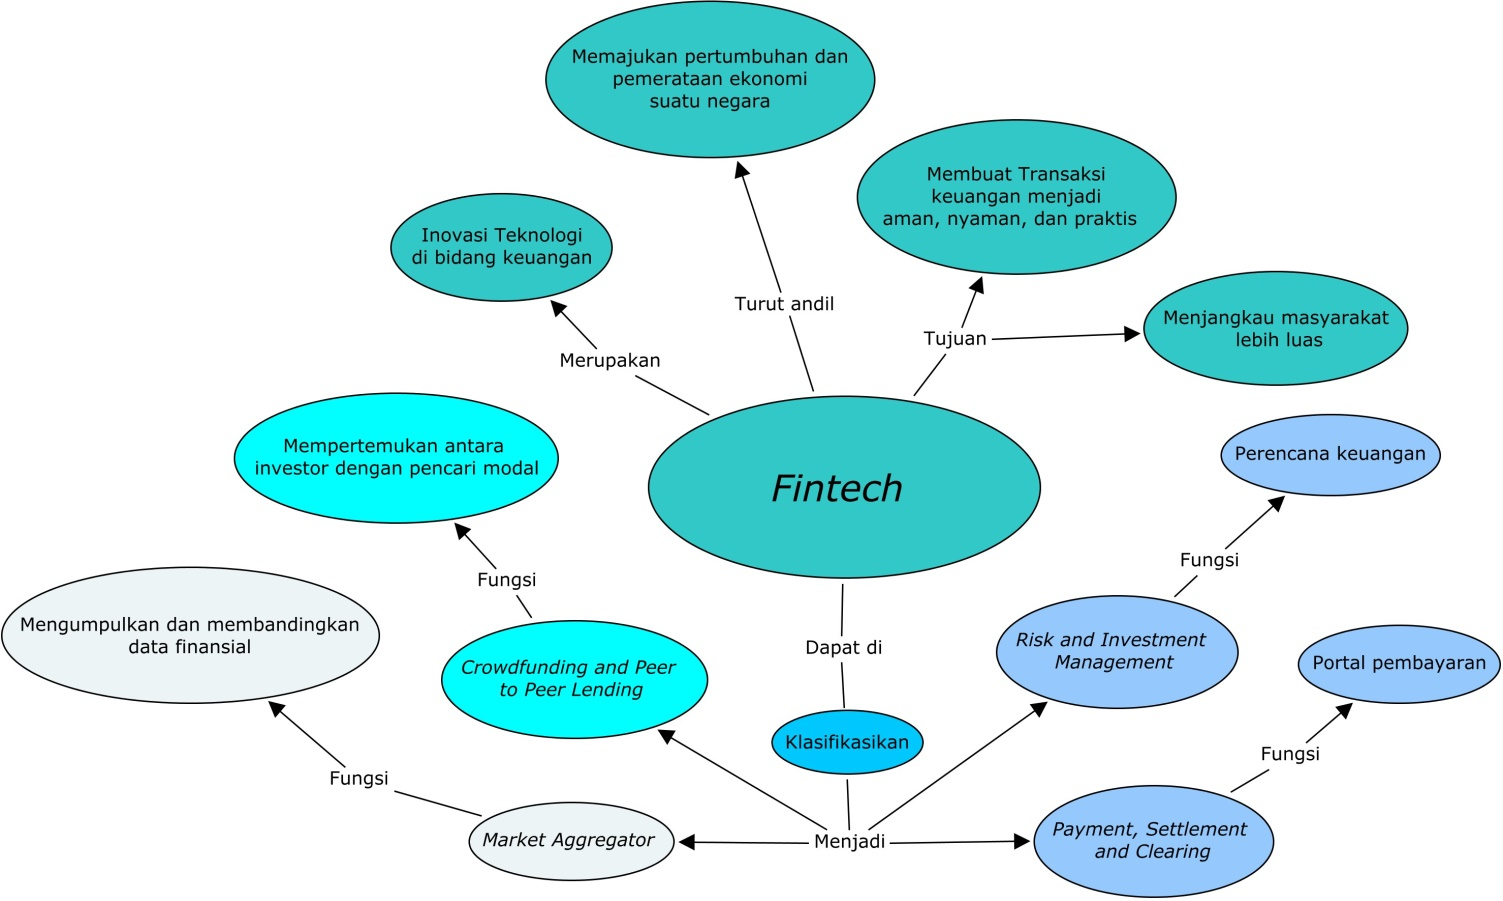 Memajukan pertumbuhan dan
pemerataan ekonomi
suatu negara
Membuat Transaksi
keuangan menjadi
aman, nyaman, dan praktis
Inovasi Teknologi
di bidang keuangan
Turut andil
Menjangkau masyarakat
lebih luas
Tujuan
Merupakan
Mempertemukan antara
investor dengan pencari modal
Perencana keuangan
Fintech
Fungsi
Fungsi
Mengumpulkan dan membandingkan
data finansial
Crowdfunding and Peer
to Peer Lending
Dapat di
Risk and Investment
Management
Portal pembayaran
Klasifikasikan
Fungsi
Fungsi
Market Aggregator
Menjadi
Payment, Settlement
and Clearing